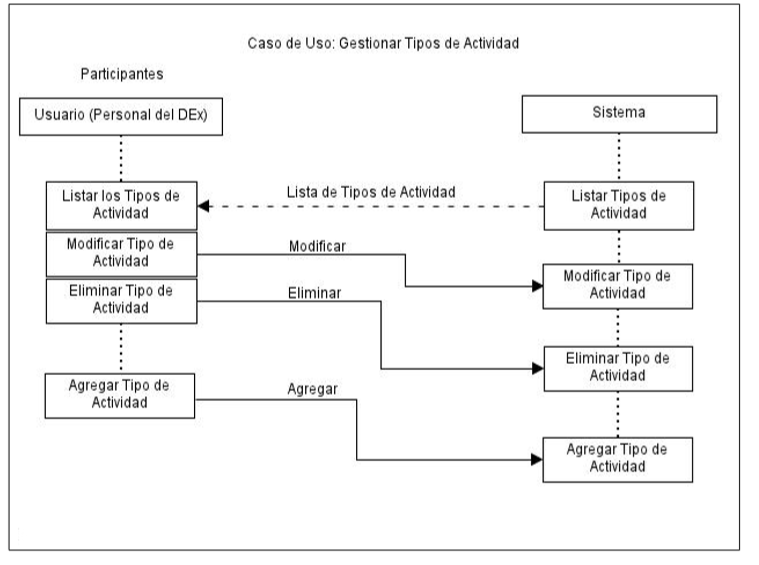 Caso de Uso: Gestionar Tipos de Actividad
Participantes
Usuario (Personal del DEx)
Sistema
Listar los Tipos de
Actividad
Lista de Tipos de Actividad
Listar Tipos de
Actividad
Modificar Tipo de
Actividad
Modificar
Modificar Tipo de
Actividad
Eliminar Tipo de
Actividad
Eliminar
Eliminar Tipo de
Actividad
Agregar Tipo de
Actividad
Agregar
Agregar Tipo de
Actividad